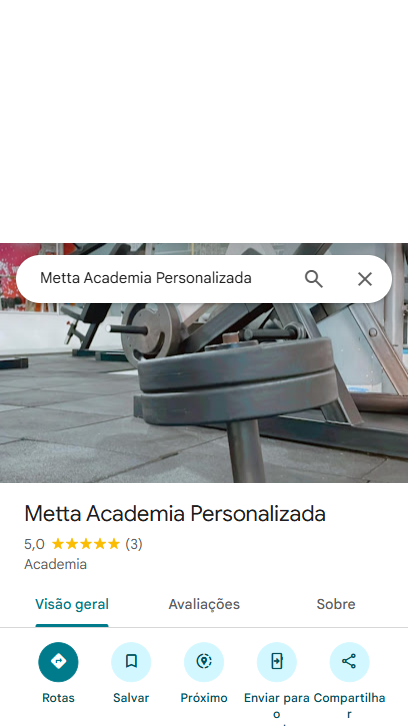 Metta Academia Personalizada
Metta Academia Personalizada
5,0 (3)
Academia
Visão geral Avaliações Sobre
Rotas Salvar Próximo Enviar para o Compartilhar